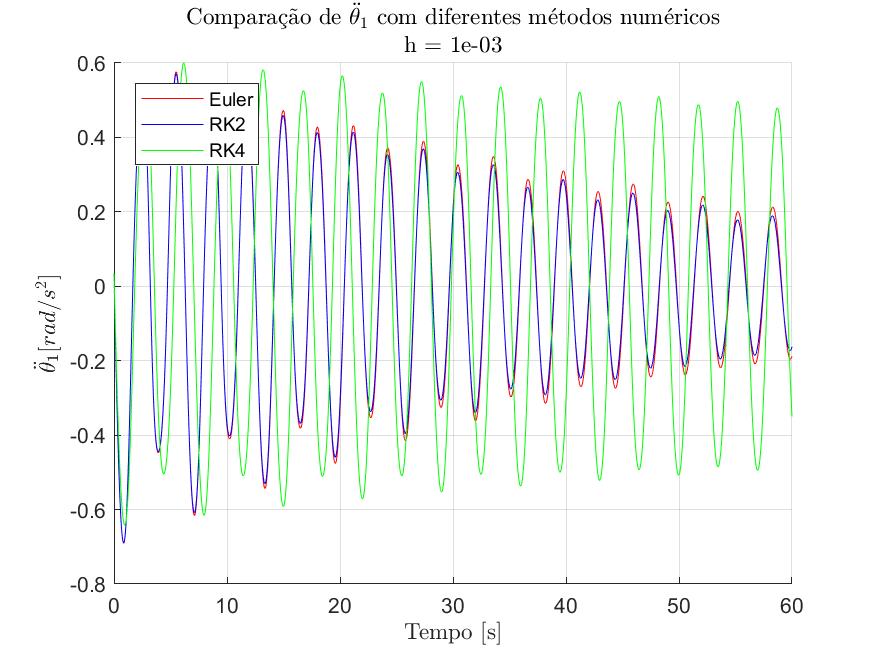 Comparação de θ̈₁ com diferentes métodos numéricos
h = 1e-03
0.6
0.4
0.2
0
-0.2
-0.4
-0.6
-0.8
Euler
RK2
RK4
θ̈₁[rad/s²]
0 10 20 30 40 50 60
Tempo [s]